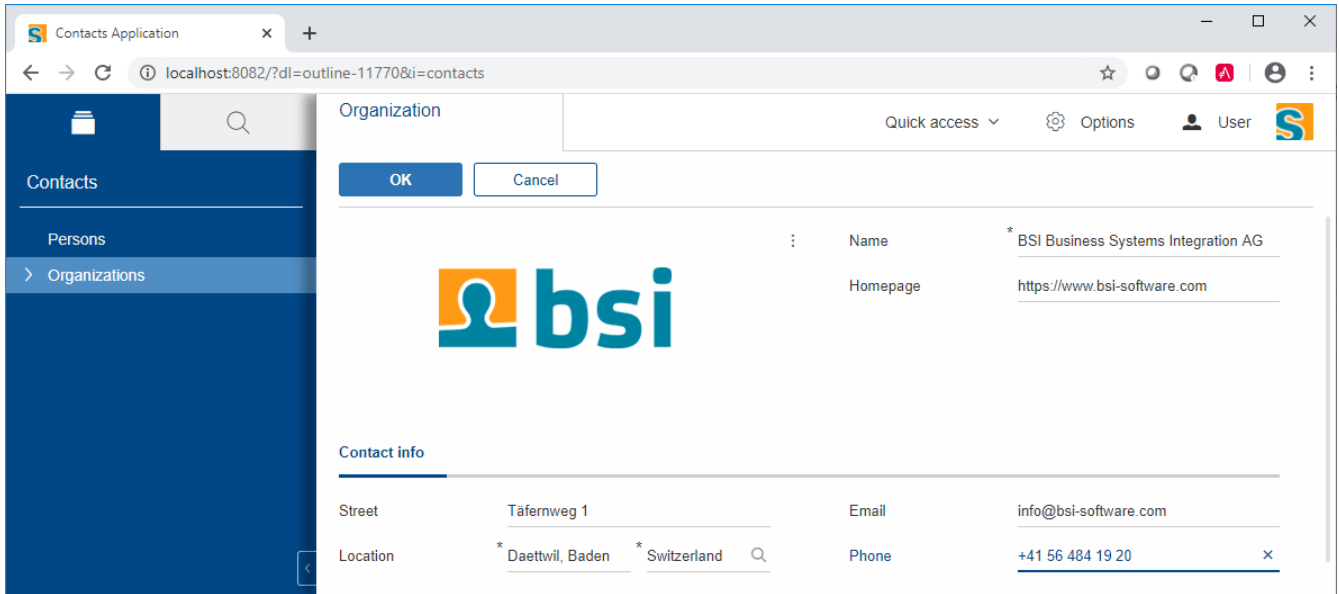 Contacts Application
localhost:8082/?dl=outline-11770&i=contacts
Organization
Quick access
Options
User
Contacts
OK
Cancel
Persons
Name * BSI Business Systems Integration AG
Organizations
Homepage https://www.bsi-software.com
bsi
Contact info
Street Täfernweg 1
Email info@bsi-software.com
Location * Daettwil, Baden * Switzerland
Phone +41 56 484 19 20